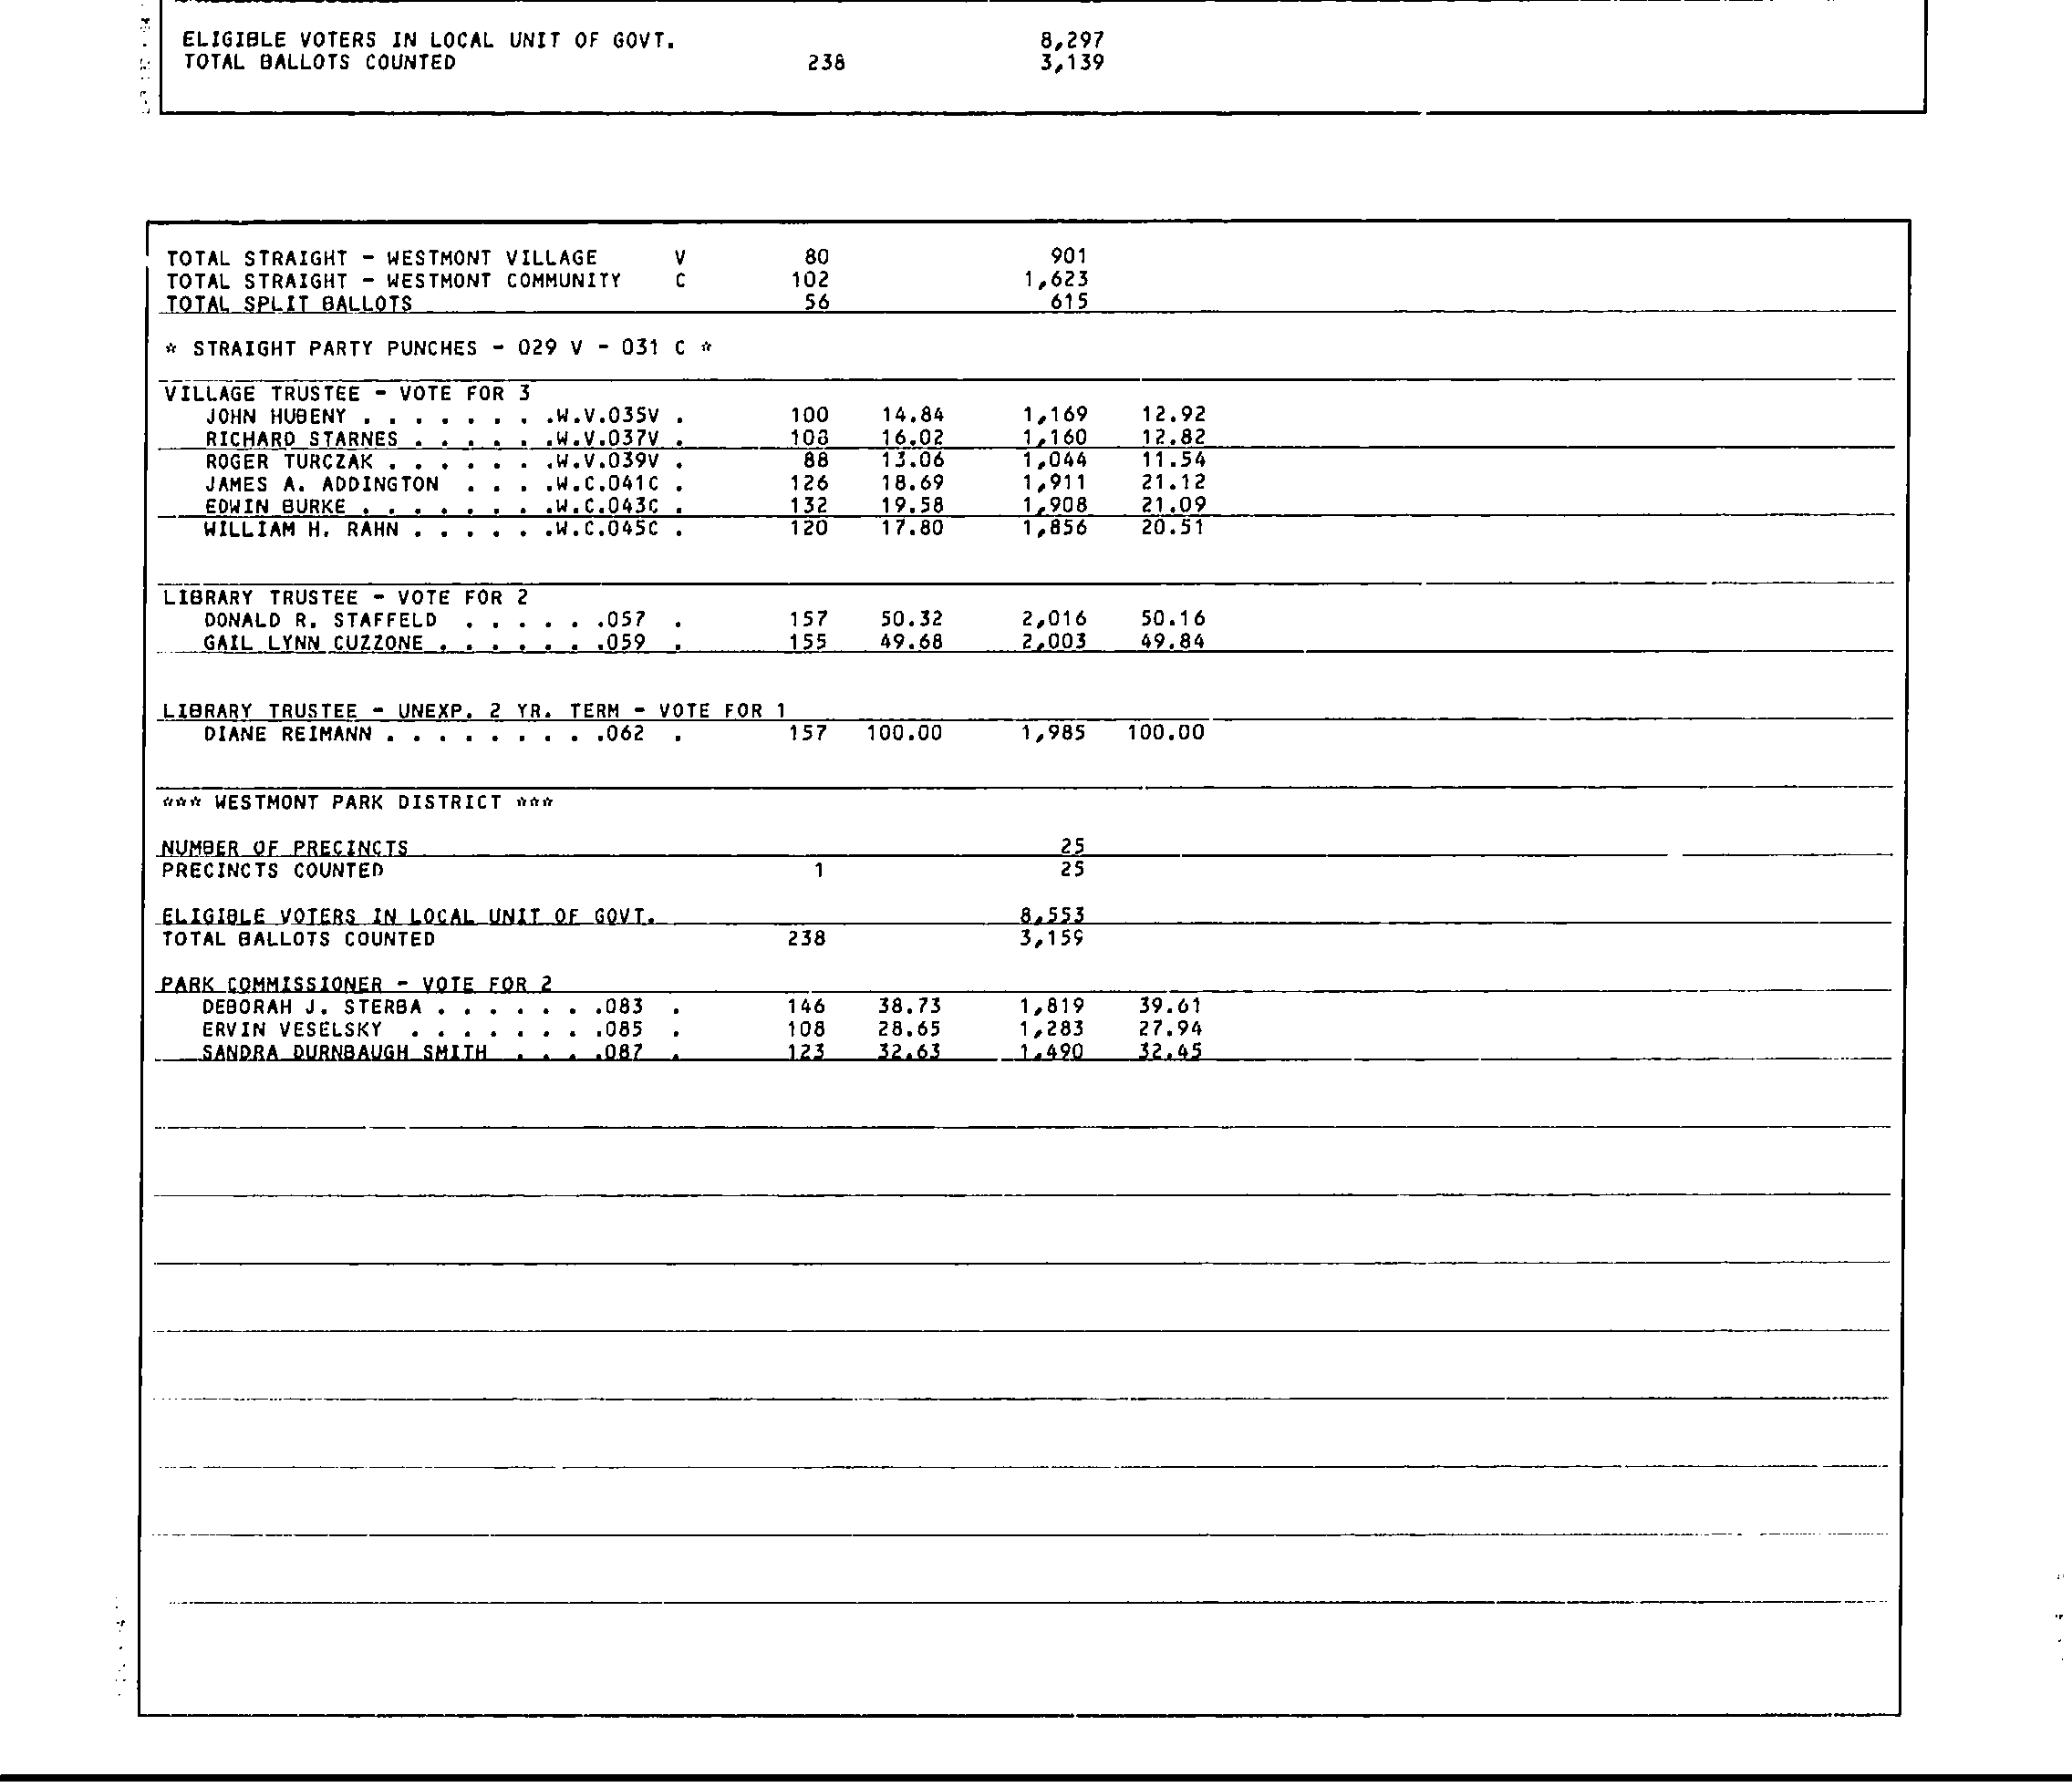 ELIGIBLE VOTERS IN LOCAL UNIT OF GOVT. 8,297
TOTAL BALLOTS COUNTED 238 3,139
TOTAL STRAIGHT - WESTMONT VILLAGE V 80 901
TOTAL STRAIGHT - WESTMONT COMMUNITY C 102 1,623
TOTAL SPLIT BALLOTS 56 615
* STRAIGHT PARTY PUNCHES - 029 V - 031 C *
VILLAGE TRUSTEE - VOTE FOR 3
JOHN HUBENY . . . . . . . .W.V.035V . 100 14.84 1,169 12.92
RICHARD STARNES . . . . . .W.V.037V . 108 16.02 1,160 12.82
ROGER TURCZAK . . . . . . .W.V.039V . 88 13.06 1,044 11.54
JAMES A. ADDINGTON . . . .W.C.041C . 126 18.69 1,911 21.12
EDWIN BURKE . . . . . . . .W.C.043C . 132 19.58 1,908 21.09
WILLIAM H. RAHN . . . . . .W.C.045C . 120 17.80 1,856 20.51
LIBRARY TRUSTEE - VOTE FOR 2
DONALD R. STAFFELD . . . . . .057 . 157 50.32 2,016 50.16
GAIL LYNN CUZZONE . . . . . . .059 . 155 49.68 2,003 49.84
LIBRARY TRUSTEE - UNEXP. 2 YR. TERM - VOTE FOR 1
DIANE REIMANN . . . . . . . . .062 . 157 100.00 1,985 100.00
*** WESTMONT PARK DISTRICT ***
NUMBER OF PRECINCTS 25
PRECINCTS COUNTED 1 25
ELIGIBLE VOTERS IN LOCAL UNIT OF GOVT. 8,553
TOTAL BALLOTS COUNTED 238 3,159
PARK COMMISSIONER - VOTE FOR 2
DEBORAH J. STERBA . . . . . . .083 . 146 38.73 1,819 39.61
ERVIN VESELSKY . . . . . . . .085 . 108 28.65 1,283 27.94
SANDRA DURNBAUGH SMITH . . . .087 . 123 32.63 1,490 32.45